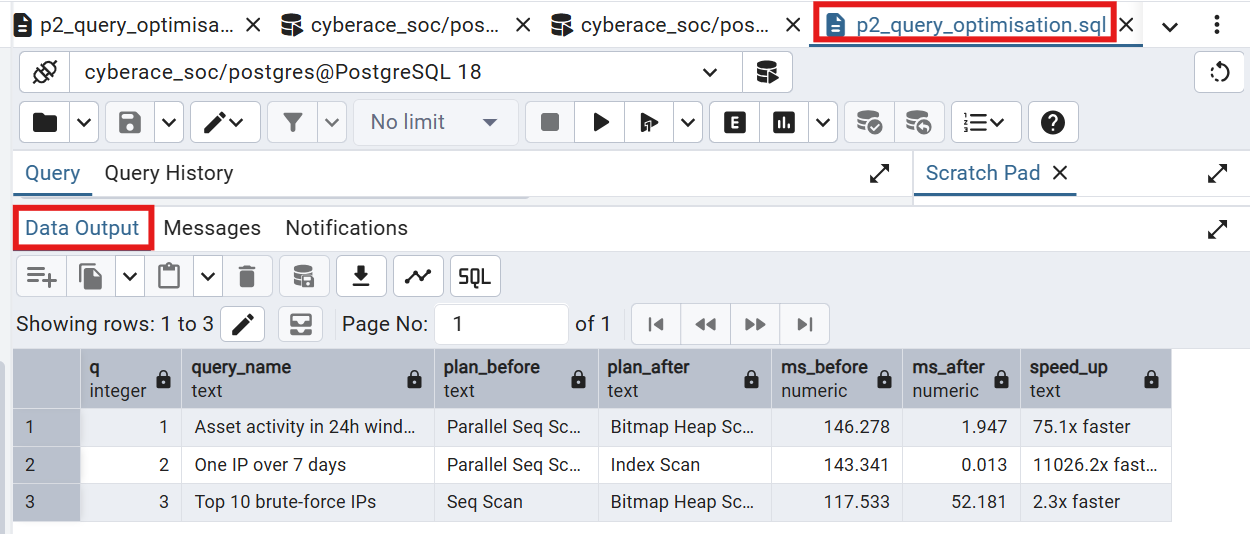 p2_query_optimisa... cyberace_soc/post... cyberace_soc/po... p2_query_optimisation.sql
cyberace_soc/postgres@PostgreSQL 18
No limit
Query Query History Scratch Pad
Data Output Messages Notifications
SQL
Showing rows: 1 to 3 Page No: 1 of 1
q query_name plan_before plan_after ms_before ms_after speed_up
integer text text text numeric numeric text
1 1 Asset activity in 24h wind... Parallel Seq Sc... Bitmap Heap Sc... 146.278 1.947 75.1x faster
2 2 One IP over 7 days Parallel Seq Sc... Index Scan 143.341 0.013 11026.2x fast...
3 3 Top 10 brute-force IPs Seq Scan Bitmap Heap Sc... 117.533 52.181 2.3x faster